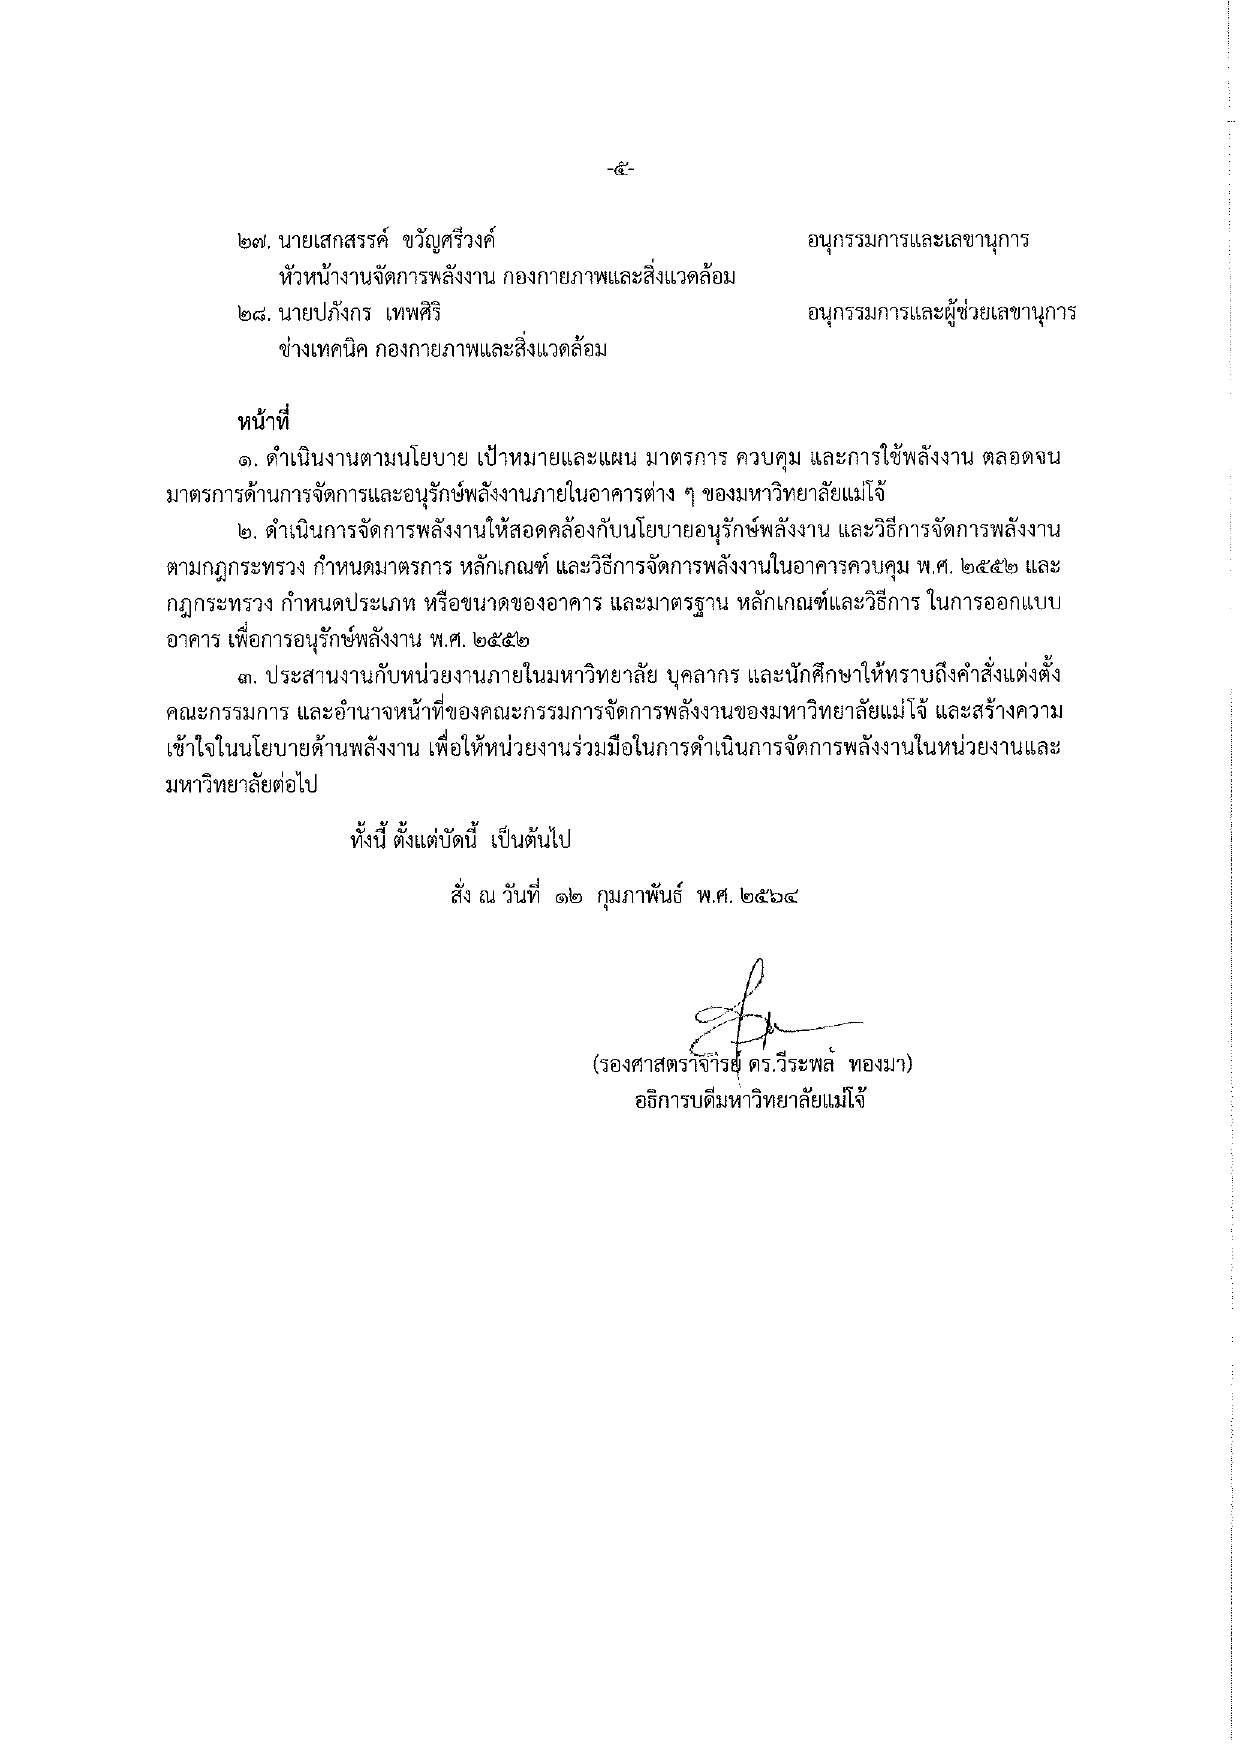 -๕-
๒๗. นายเสกสรรค์ ขวัญศรีวงค์ อนุกรรมการและเลขานุการ
หัวหน้างานจัดการพลังงาน กองกายภาพและสิ่งแวดล้อม
๒๘. นายปภังกร เทพศิริ อนุกรรมการและผู้ช่วยเลขานุการ
ช่างเทคนิค กองกายภาพและสิ่งแวดล้อม
หน้าที่
๑. ดำเนินงานตามนโยบาย เป้าหมายและแผน มาตรการ ควบคุม และการใช้พลังงาน ตลอดจน
มาตรการด้านการจัดการและอนุรักษ์พลังงานภายในอาคารต่าง ๆ ของมหาวิทยาลัยแม่โจ้
๒. ดำเนินการจัดการพลังงานให้สอดคล้องกับนโยบายอนุรักษ์พลังงาน และวิธีการจัดการพลังงาน
ตามกฎกระทรวง กำหนดมาตรการ หลักเกณฑ์ และวิธีการจัดการพลังงานในอาคารควบคุม พ.ศ. ๒๕๕๒ และ
กฎกระทรวง กำหนดประเภท หรือขนาดของอาคาร และมาตรฐาน หลักเกณฑ์และวิธีการ ในการออกแบบ
อาคาร เพื่อการอนุรักษ์พลังงาน พ.ศ. ๒๕๕๒
๓. ประสานงานกับหน่วยงานภายในมหาวิทยาลัย บุคลากร และนักศึกษาให้ทราบถึงคำสั่งแต่งตั้ง
คณะกรรมการ และอำนาจหน้าที่ของคณะกรรมการจัดการพลังงานของมหาวิทยาลัยแม่โจ้ และสร้างความ
เข้าใจในนโยบายด้านพลังงาน เพื่อให้หน่วยงานร่วมมือในการดำเนินการจัดการพลังงานในหน่วยงานและ
มหาวิทยาลัยต่อไป
ทั้งนี้ ตั้งแต่บัดนี้ เป็นต้นไป
สั่ง ณ วันที่ ๑๒ กุมภาพันธ์ พ.ศ. ๒๕๖๔
(รองศาสตราจารย์ ดร.วีระพล ทองมา)
อธิการบดีมหาวิทยาลัยแม่โจ้